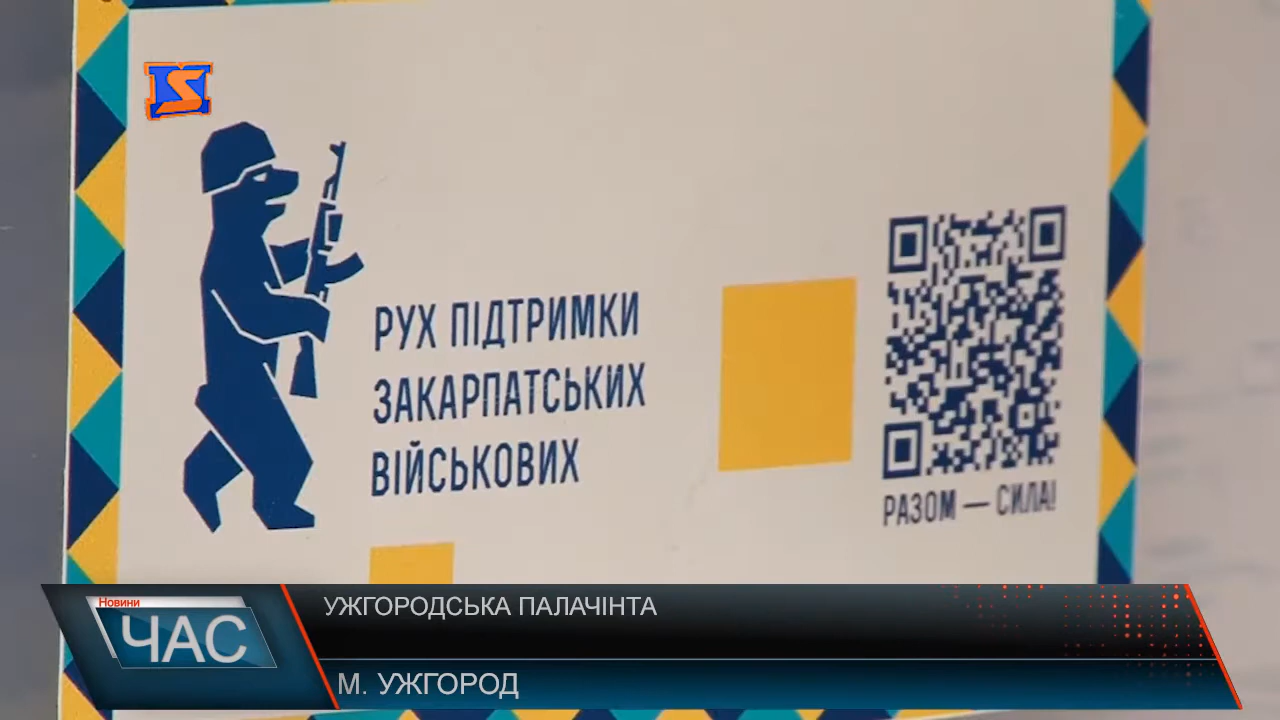 РУХ ПІДТРИМКИ
ЗАКАРПАТСЬКИХ
ВІЙСЬКОВИХ
РАЗОМ — СИЛА!
Новини
ЧАС
УЖГОРОДСЬКА ПАЛАЧІНТА
М. УЖГОРОД